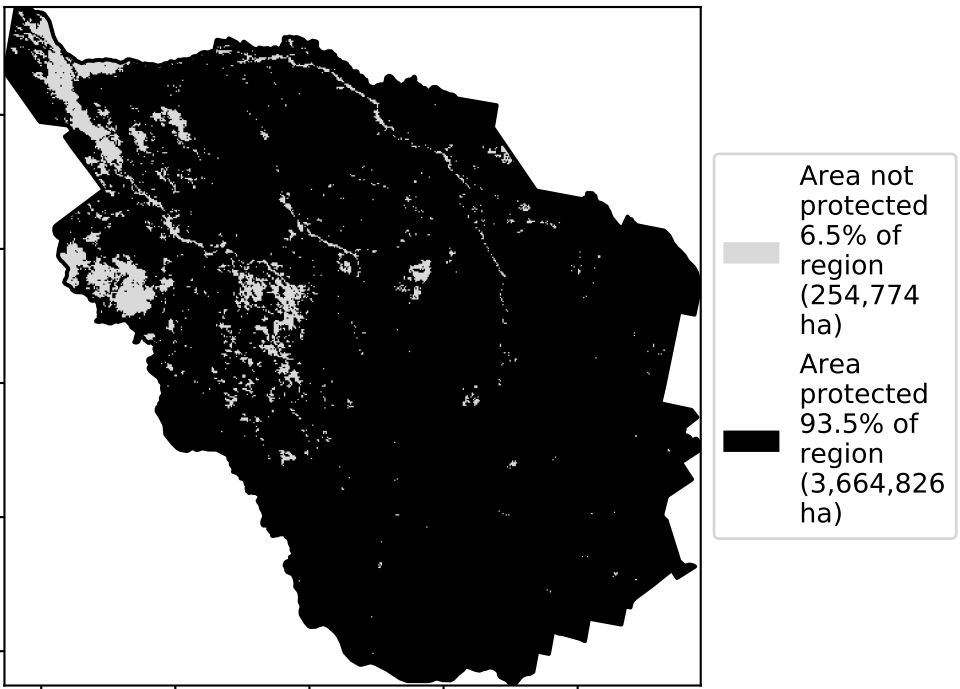 Area not
protected
6.5% of
region
(254,774
ha)
Area
protected
93.5% of
region
(3,664,826
ha)